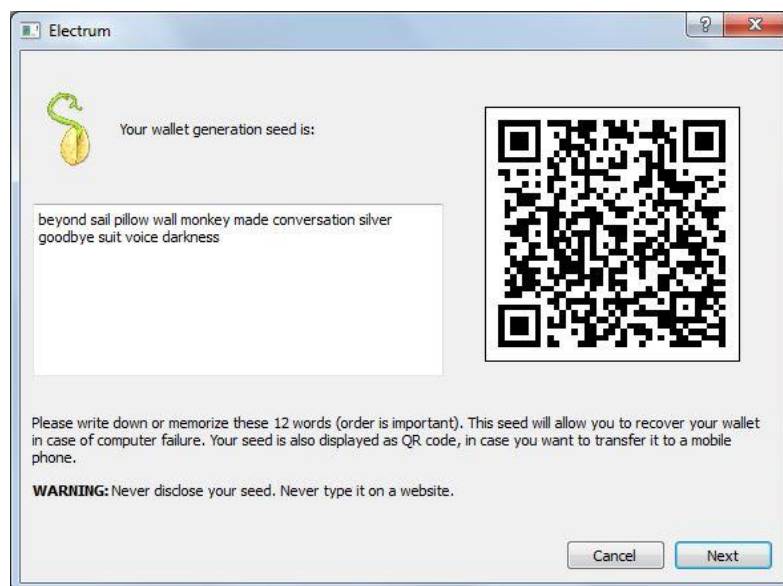 Electrum
Your wallet generation seed is:
beyond sail pillow wall monkey made conversation silver
goodbye suit voice darkness
Please write down or memorize these 12 words (order is important). This seed will allow you to recover your wallet
in case of computer failure. Your seed is also displayed as QR code, in case you want to transfer it to a mobile
phone.
WARNING: Never disclose your seed. Never type it on a website.
Cancel
Next